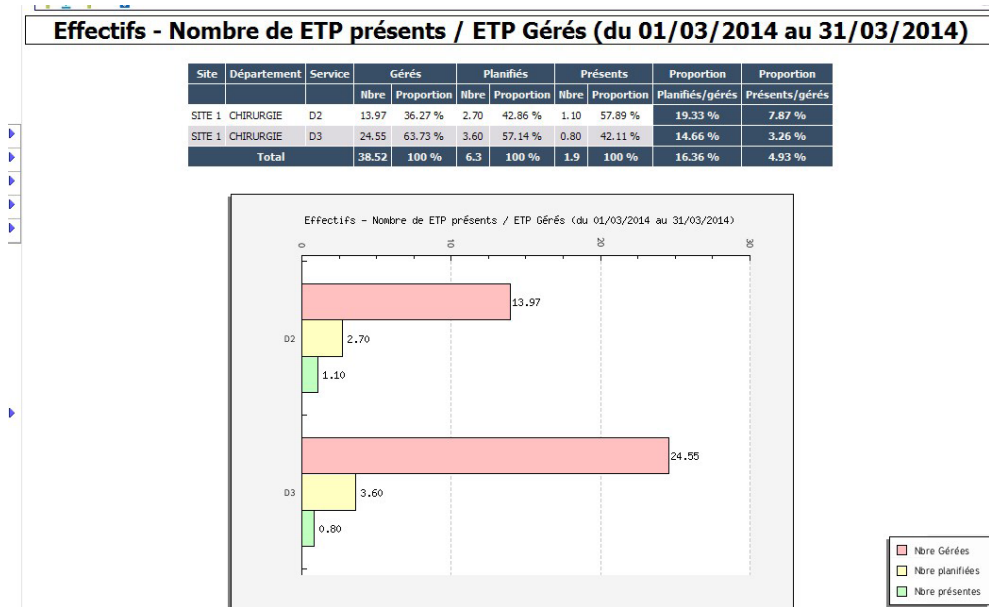 Effectifs - Nombre de ETP présents / ETP Gérés (du 01/03/2014 au 31/03/2014)
Site Département Service Gérés Planifiés Présents Proportion Proportion
Nbre Proportion Nbre Proportion Nbre Proportion Planifiés/gérés Présents/gérés
SITE 1 CHIRURGIE D2 13.97 36.27 % 2.70 42.86 % 1.10 57.89 % 19.33 % 7.87 %
SITE 1 CHIRURGIE D3 24.55 63.73 % 3.60 57.14 % 0.80 42.11 % 14.66 % 3.26 %
Total 38.52 100 % 6.3 100 % 1.9 100 % 16.36 % 4.93 %
Effectifs - Nombre de ETP présents / ETP Gérés (du 01/03/2014 au 31/03/2014)
0 10 20 30
13.97
D2 2.70
1.10
24.55
D3 3.60
0.80
Nbre Gérées
Nbre planifiées
Nbre présentes